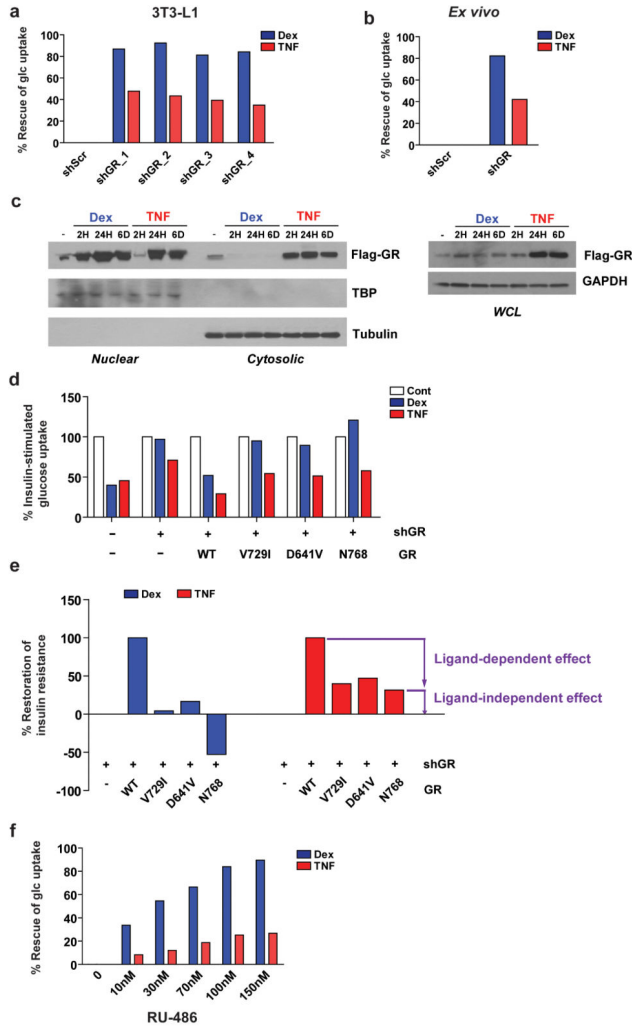 a
3T3-L1
% Rescue of glc uptake
100
80
60
40
20
0
Dex
TNF
shScr
shGR_1
shGR_2
shGR_3
shGR_4
b
Ex vivo
% Rescue of glc uptake
100
80
60
40
20
0
Dex
TNF
shScr
shGR
c
Dex TNF Dex TNF
- 2H 24H 6D 2H 24H 6D - 2H 24H 6D 2H 24H 6D
Flag-GR
TBP
Tubulin
Nuclear Cytosolic
Dex TNF
- 2H 24H 6D 2H 24H 6D
Flag-GR
GAPDH
WCL
d
% Insulin-stimulated
glucose uptake
150
100
50
0
Cont
Dex
TNF
– + + + + + shGR
– – WT V729I D641V N768 GR
e
% Restoration of
insulin resistance
150
100
50
0
-50
-100
Dex TNF
Ligand-dependent effect
Ligand-independent effect
+ + + + + + + + + + shGR
- WT V729I D641V N768 - WT V729I D641V N768 GR
f
% Rescue of glc uptake
100
80
60
40
20
0
Dex
TNF
0
10nM
30nM
70nM
100nM
150nM
RU-486